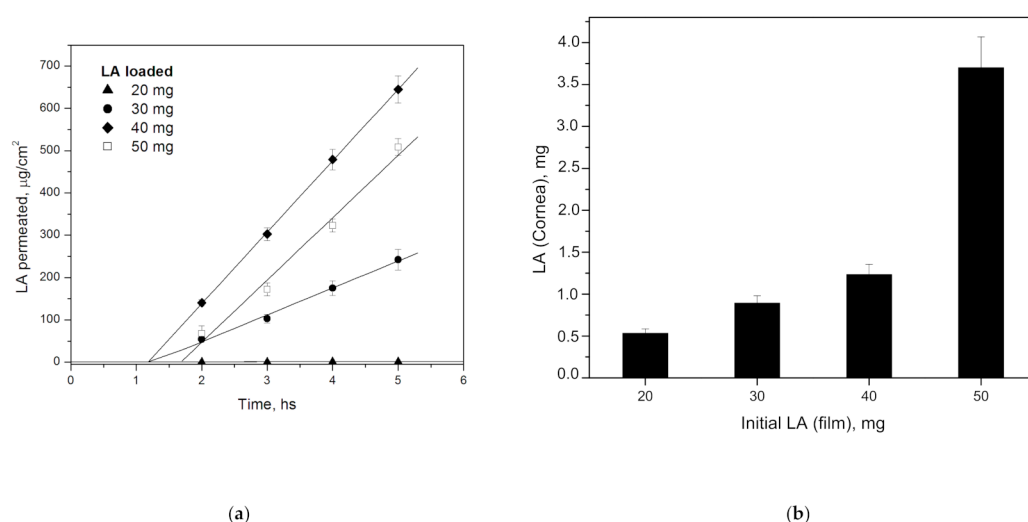 LA loaded
20 mg
30 mg
40 mg
50 mg
LA permeated, μg/cm²
700
600
500
400
300
200
100
0
0 1 2 3 4 5 6
Time, hs
(a)
LA (Cornea), mg
4.0
3.5
3.0
2.5
2.0
1.5
1.0
0.5
0.0
20 30 40 50
Initial LA (film), mg
(b)